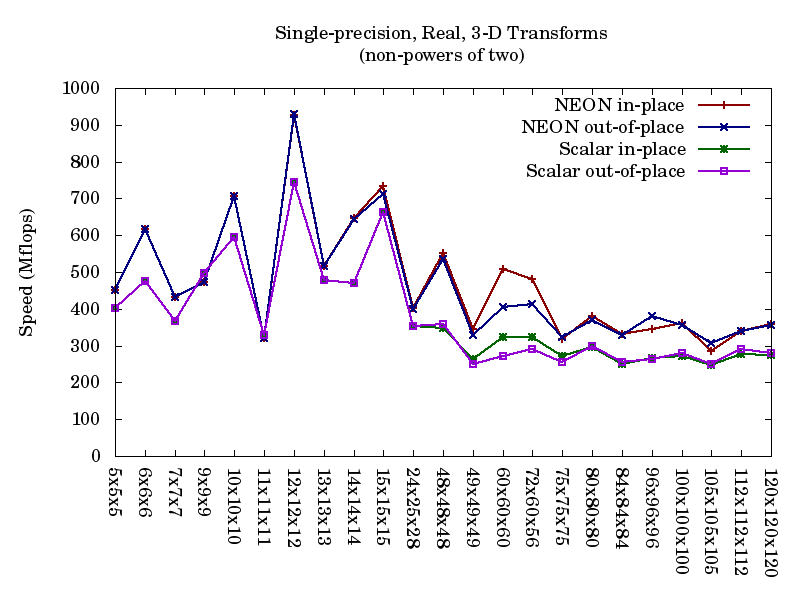 Single-precision, Real, 3-D Transforms
(non-powers of two)
1000
900
800
700
600
500
400
300
200
100
0
Speed (Mflops)
NEON in-place
NEON out-of-place
Scalar in-place
Scalar out-of-place
5x5x5
6x6x6
7x7x7
9x9x9
10x10x10
11x11x11
12x12x12
13x13x13
14x14x14
15x15x15
24x25x28
48x48x48
49x49x49
60x60x60
72x60x56
75x75x75
80x80x80
84x84x84
96x96x96
100x100x100
105x105x105
112x112x112
120x120x120